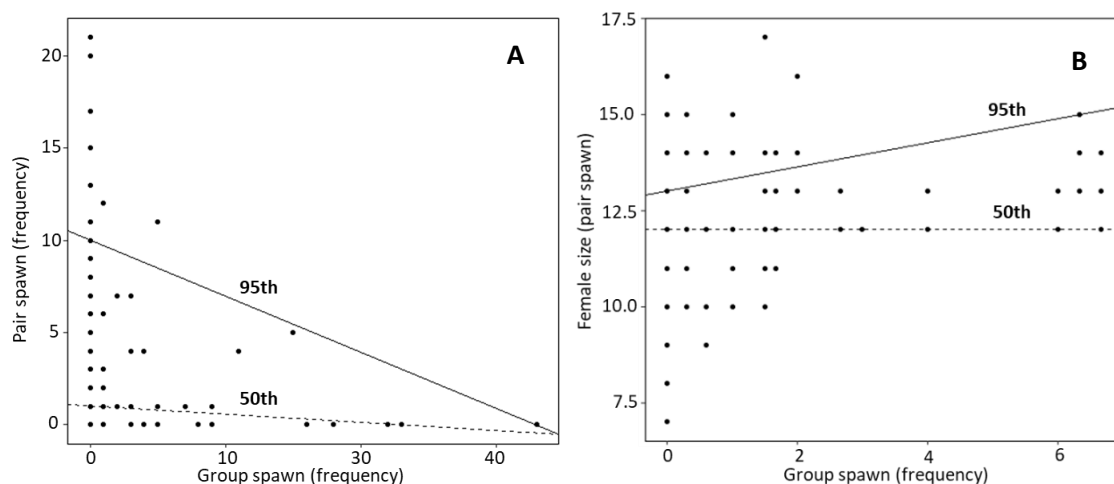 A
20
15
10
5
0
Pair spawn (frequency)
95th
50th
0 10 30 40
Group spawn (frequency)
B
17.5
15.0
12.5
10.0
7.5
Female size (pair spawn)
95th
50th
0 2 4 6
Group spawn (frequency)